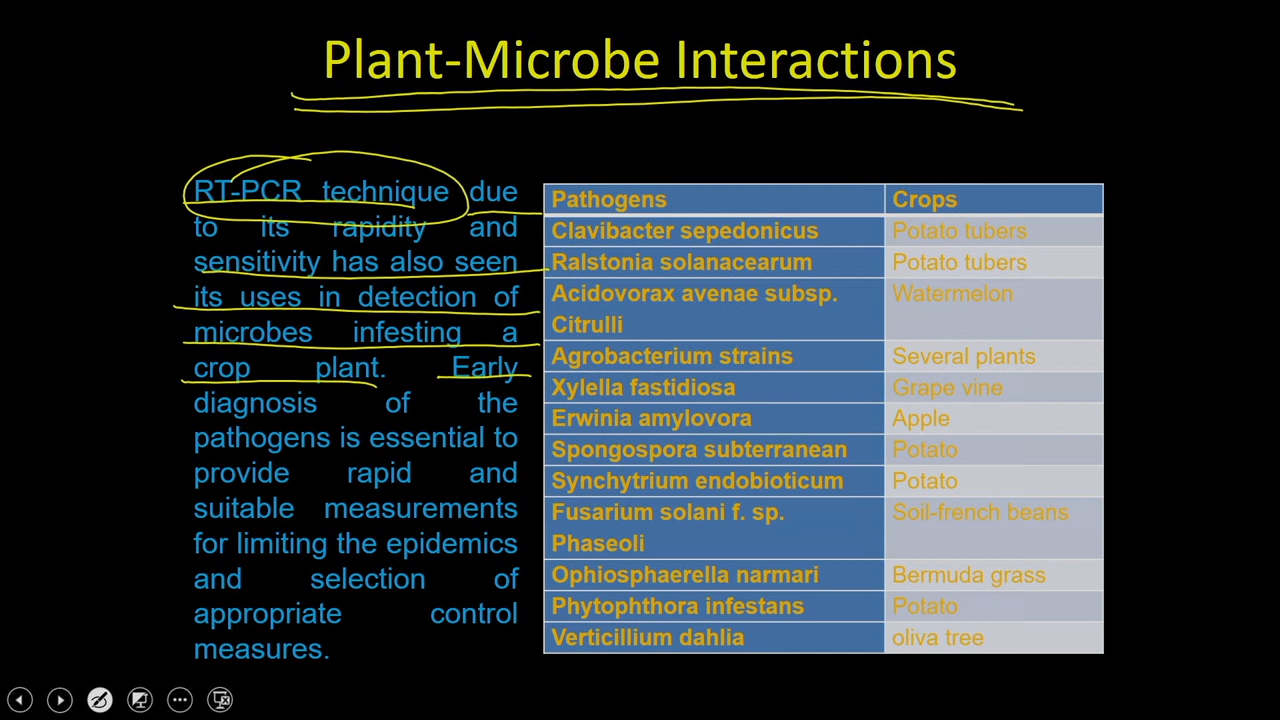 Plant-Microbe Interactions
RT-PCR technique due
to its rapidity and
sensitivity has also seen
its uses in detection of
microbes infesting a
crop plant. Early
diagnosis of the
pathogens is essential to
provide rapid and
suitable measurements
for limiting the epidemics
and selection of
appropriate control
measures.
Pathogens Crops
Clavibacter sepedonicus Potato tubers
Ralstonia solanacearum Potato tubers
Acidovorax avenae subsp. Watermelon
Citrulli
Agrobacterium strains Several plants
Xylella fastidiosa Grape vine
Erwinia amylovora Apple
Spongospora subterranean Potato
Synchytrium endobioticum Potato
Fusarium solani f. sp. Soil-french beans
Phaseoli
Ophiosphaerella narmari Bermuda grass
Phytophthora infestans Potato
Verticillium dahlia oliva tree